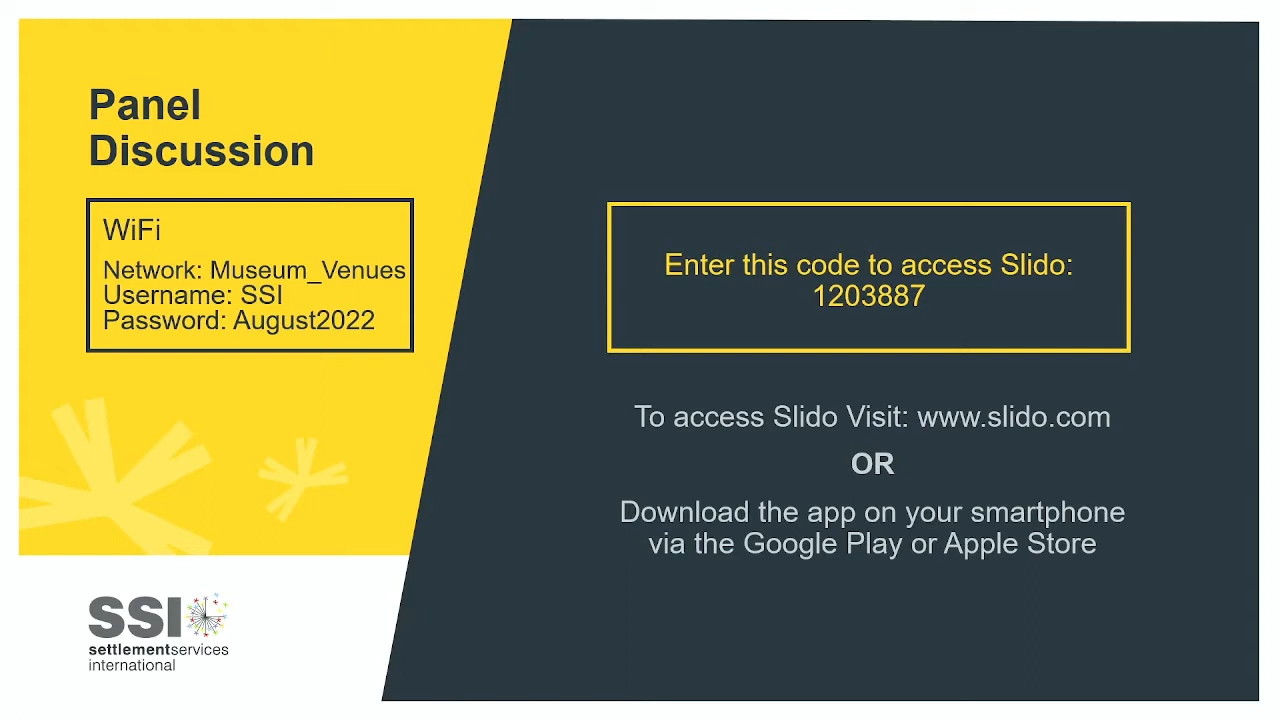 Panel
Discussion
WiFi
Network: Museum_Venues
Username: SSI
Password: August2022
Enter this code to access Slido:
1203887
To access Slido Visit: www.slido.com
OR
Download the app on your smartphone
via the Google Play or Apple Store
SSI
settlementservices
international